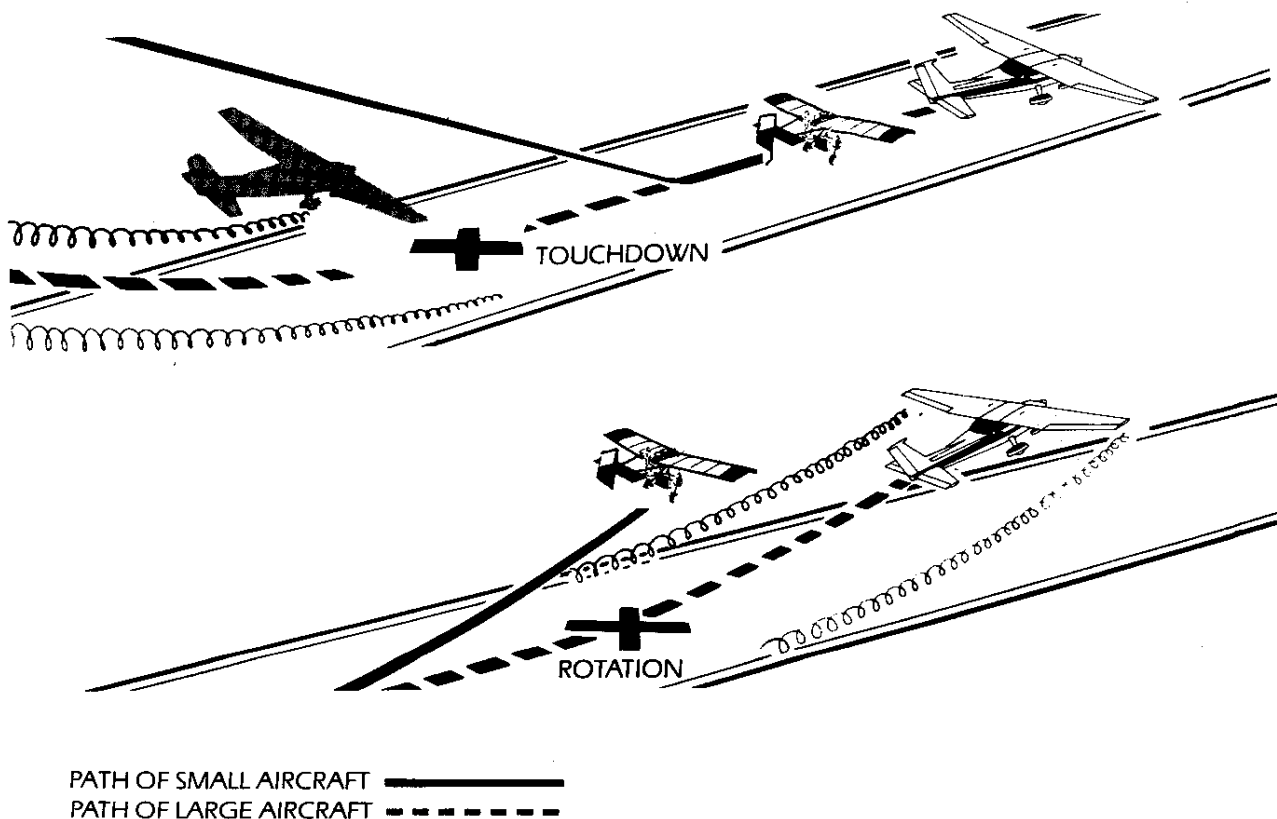 TOUCHDOWN
ROTATION
PATH OF SMALL AIRCRAFT
PATH OF LARGE AIRCRAFT